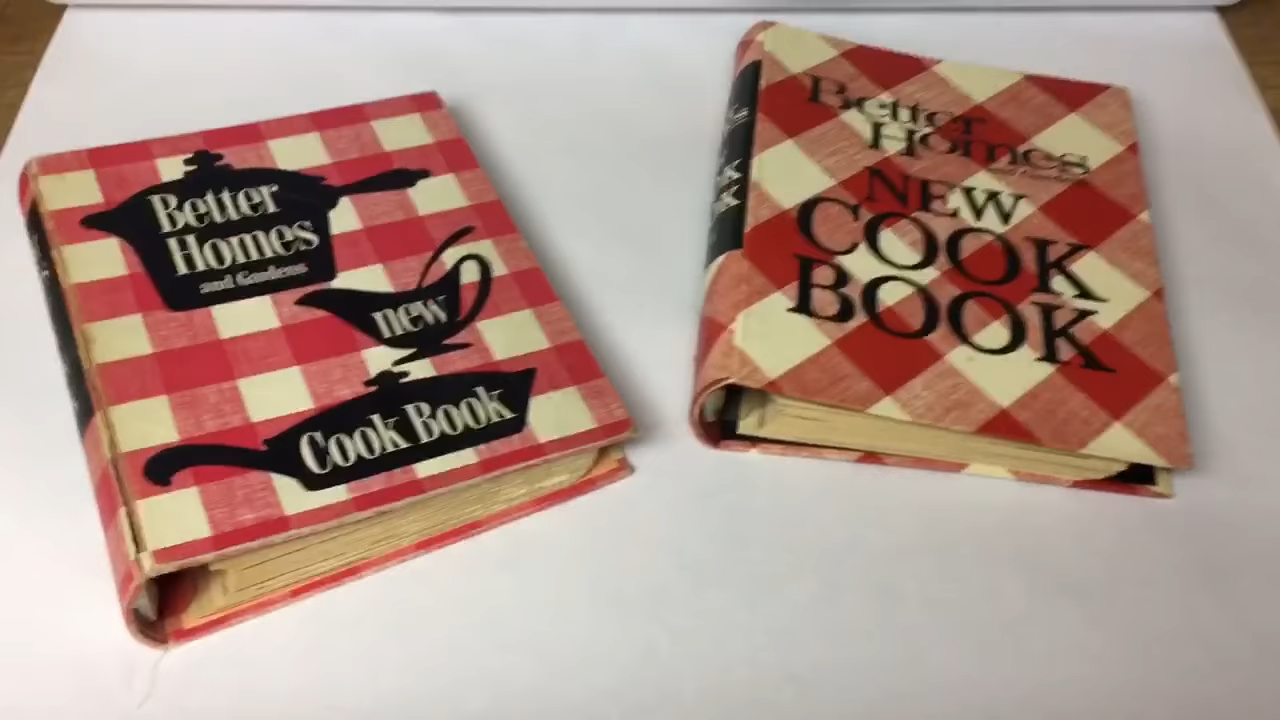 Better
Homes
and Gardens
new
Cook Book
Better
Homes
NEW
COOK
BOOK